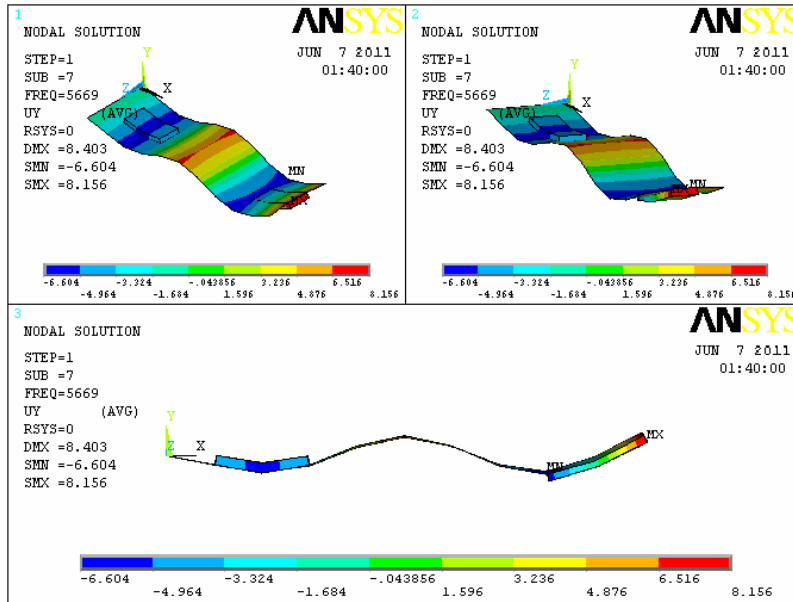 1
ANSYS
NODAL SOLUTION
JUN 7 2011
01:40:00
STEP=1
SUB =7
FREQ=5669
UY (AVG)
RSYS=0
DMX =8.403
SMN =-6.604
SMX =8.156
Y
Z
X
MN
MX
-6.604 -3.324 -.043856 3.236 6.516
-4.964 -1.684 1.596 4.876 8.156
2
ANSYS
NODAL SOLUTION
JUN 7 2011
01:40:00
STEP=1
SUB =7
FREQ=5669
UY (AVG)
RSYS=0
DMX =8.403
SMN =-6.604
SMX =8.156
Y
Z
X
MX MN
-6.604 -3.324 -.043856 3.236 6.516
-4.964 -1.684 1.596 4.876 8.156
3
ANSYS
NODAL SOLUTION
JUN 7 2011
01:40:00
STEP=1
SUB =7
FREQ=5669
UY (AVG)
RSYS=0
DMX =8.403
SMN =-6.604
SMX =8.156
Y
Z X
MN
MX
-6.604 -3.324 -.043856 3.236 6.516
-4.964 -1.684 1.596 4.876 8.156